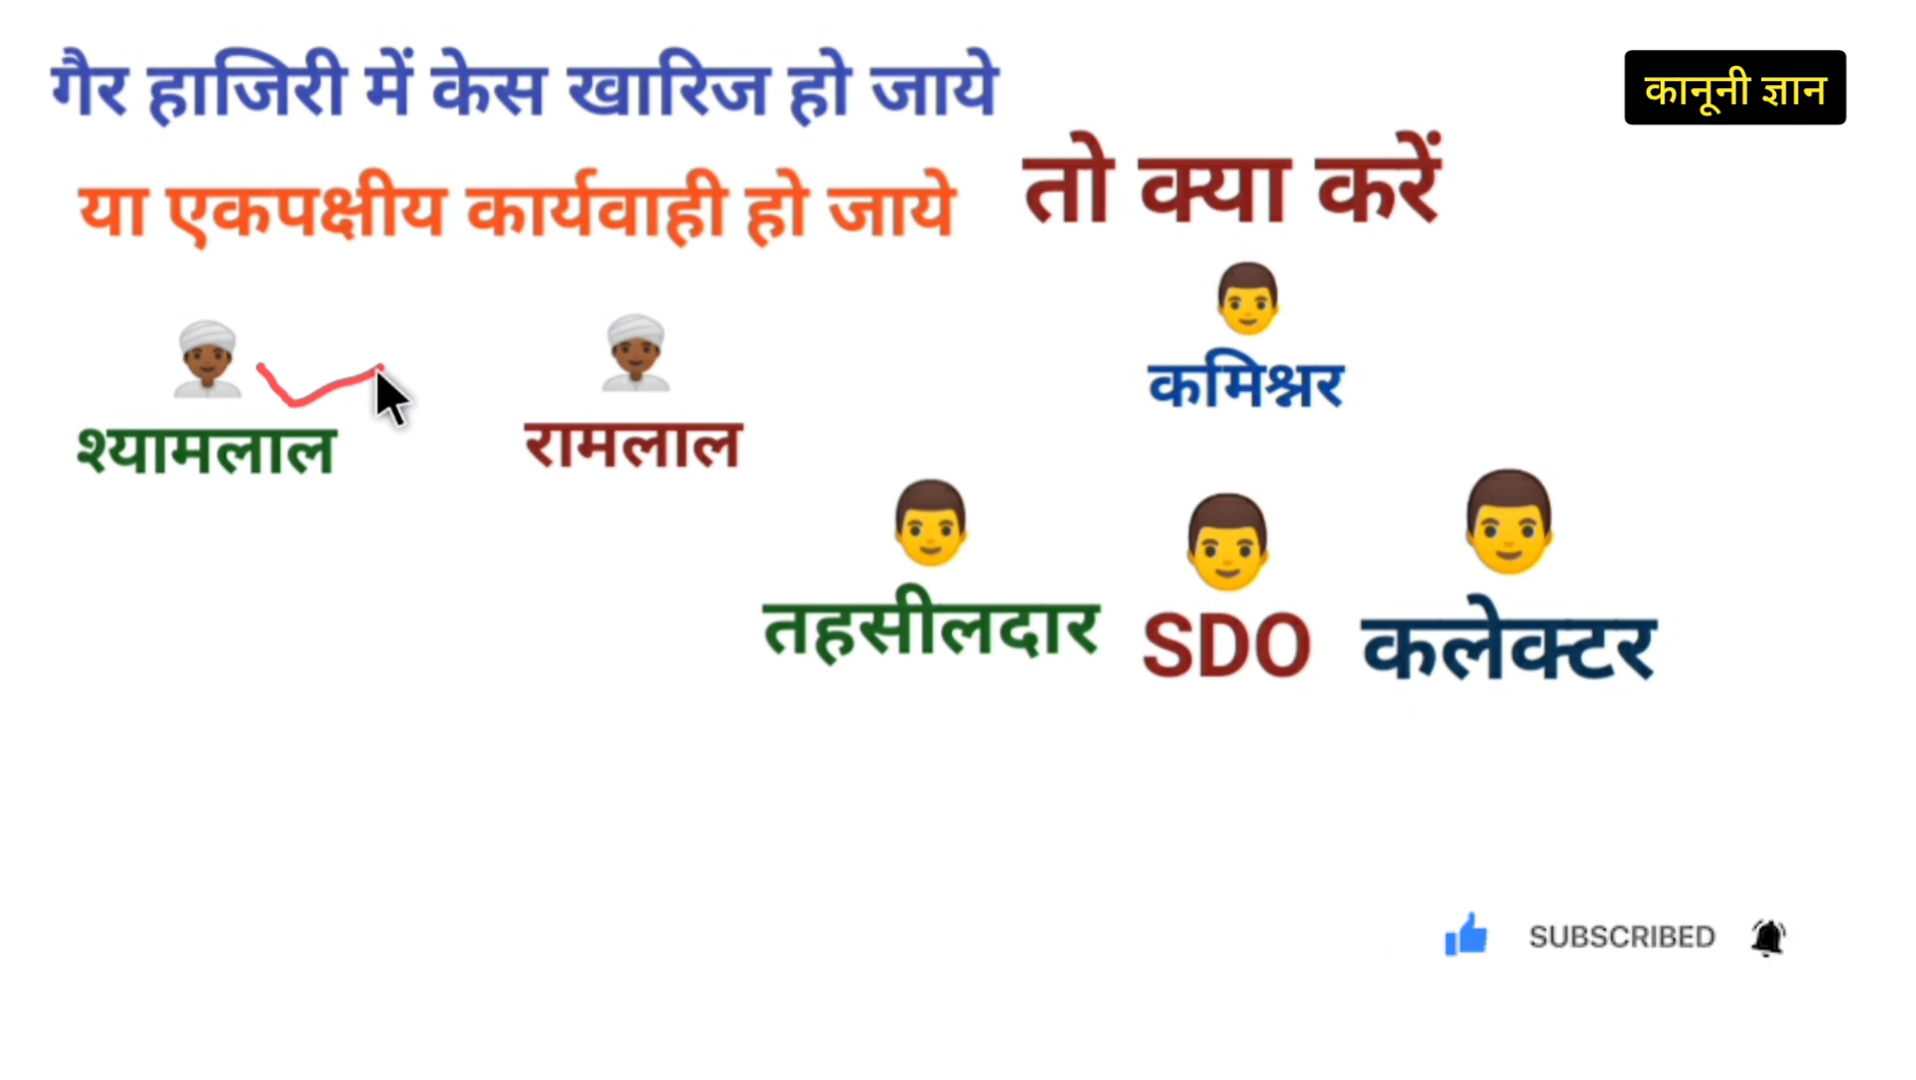 गैर हाजिरी में केस खारिज हो जाये
कानूनी ज्ञान
या एकपक्षीय कार्यवाही हो जाये
तो क्या करें
कमिश्नर
श्यामलाल
रामलाल
तहसीलदार
SDO
कलेक्टर
SUBSCRIBED